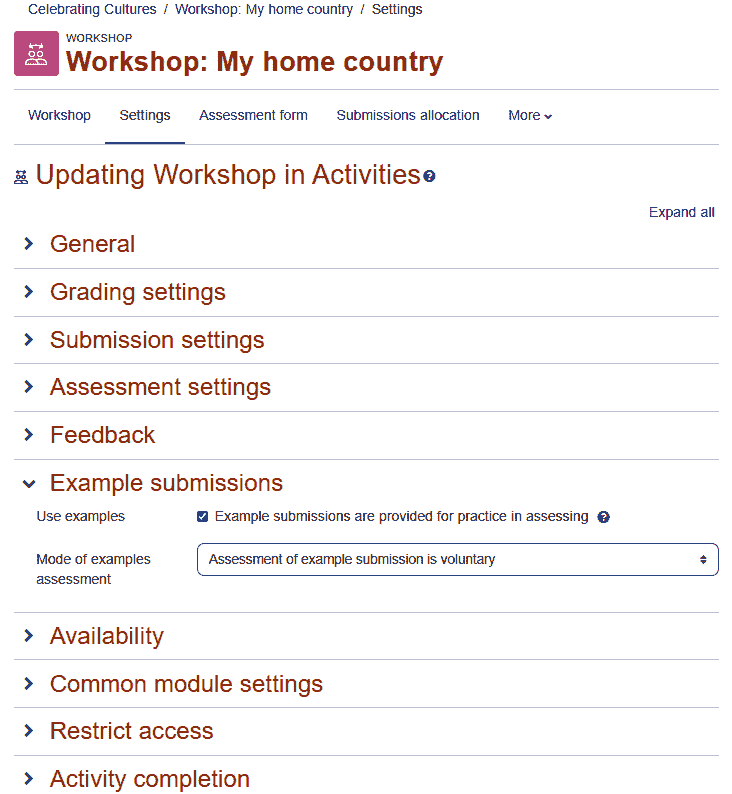 Celebrating Cultures / Workshop: My home country / Settings
WORKSHOP
Workshop: My home country
Workshop Settings Assessment form Submissions allocation More
Updating Workshop in Activities
Expand all
General
Grading settings
Submission settings
Assessment settings
Feedback
Example submissions
Use examples Example submissions are provided for practice in assessing
Mode of examples Assessment of example submission is voluntary
assessment
Availability
Common module settings
Restrict access
Activity completion